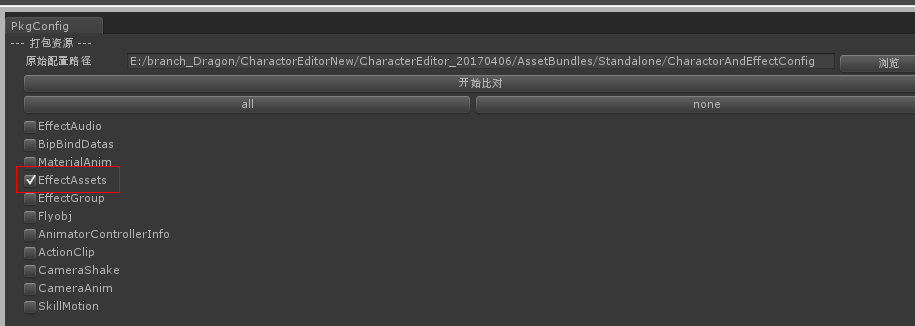 PkgConfig
--- 打包资源 ---
原始配置路径 E:/branch_Dragon/CharactorEditorNew/CharacterEditor_20170406/AssetBundles/Standalone/CharactorAndEffectConfig 浏览
开始比对
all none
EffectAudio
BipBindDatas
MaterialAnim
EffectAssets
EffectGroup
Flyobj
AnimatorControllerInfo
ActionClip
CameraShake
CameraAnim
SkillMotion